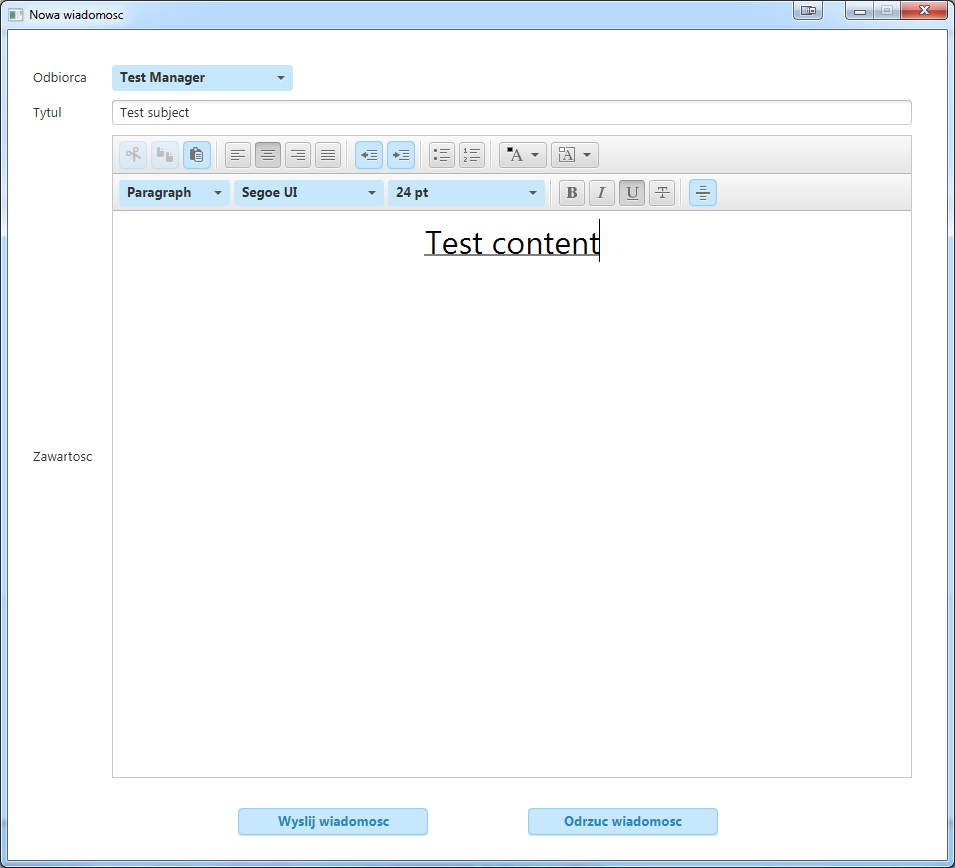 Nowa wiadomosc
Odbiorca Test Manager
Tytul Test subject
A A
Paragraph Segoe UI 24 pt B I U T
Test content
Zawartosc
Wyslij wiadomosc Odrzuc wiadomosc